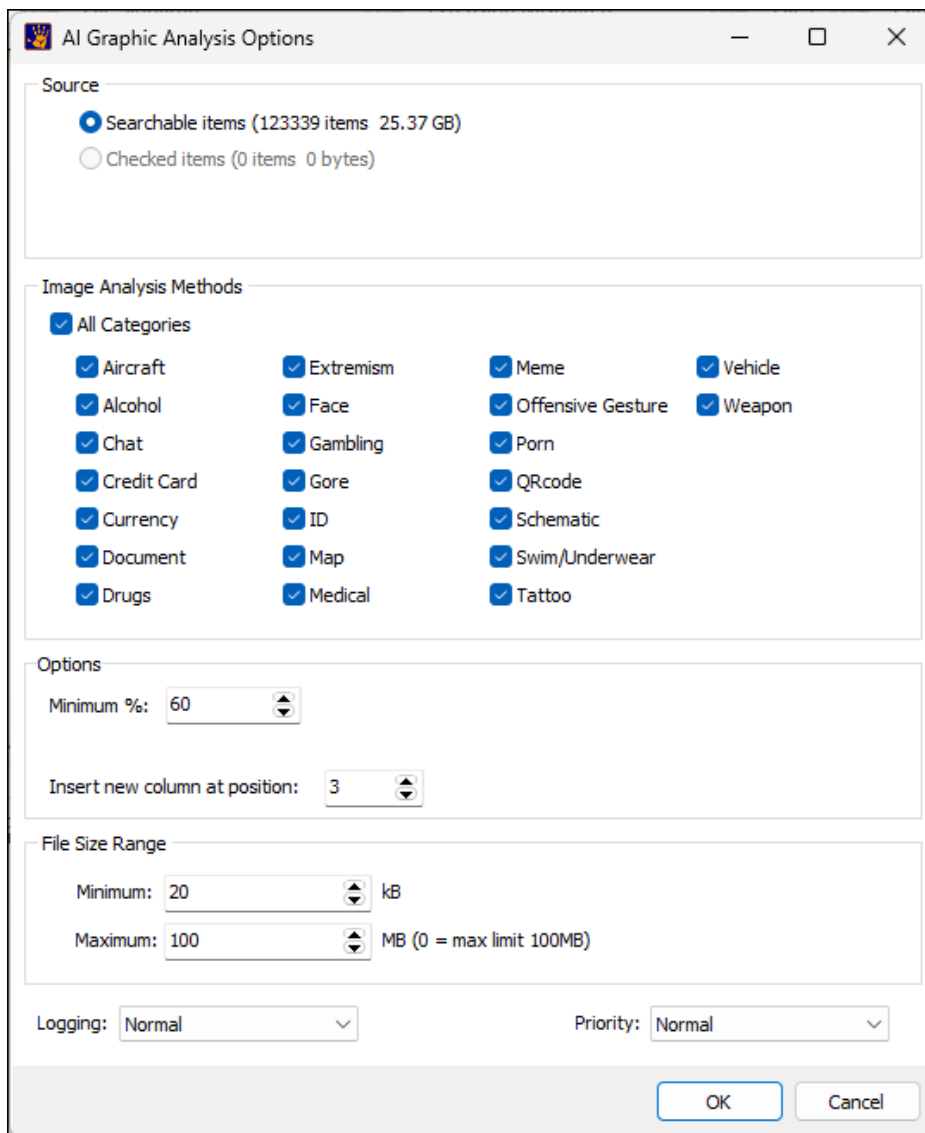 AI Graphic Analysis Options
Source
Searchable items (123339 items 25.37 GB)
Checked items (0 items 0 bytes)
Image Analysis Methods
All Categories
Aircraft Extremism Meme Vehicle
Alcohol Face Offensive Gesture Weapon
Chat Gambling Porn
Credit Card Gore QRcode
Currency ID Schematic
Document Map Swim/Underwear
Drugs Medical Tattoo
Options
Minimum %: 60
Insert new column at position: 3
File Size Range
Minimum: 20 kB
Maximum: 100 MB (0 = max limit 100MB)
Logging: Normal Priority: Normal
OK Cancel